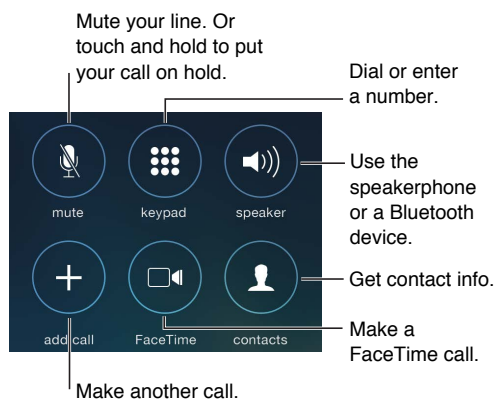 Mute your line. Or
touch and hold to put
your call on hold.
Dial or enter
a number.
mute
keypad
speaker
Use the
speakerphone
or a Bluetooth
device.
add call
FaceTime
contacts
Get contact info.
Make a
FaceTime call.
Make another call.